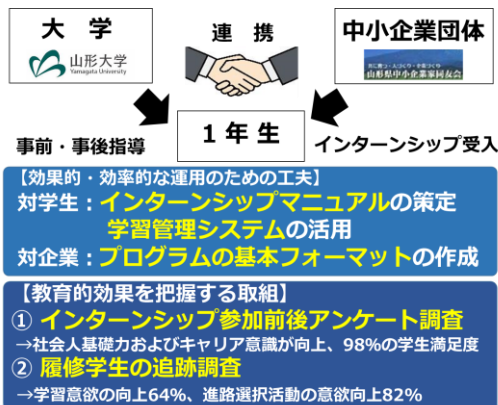 大学
連携
中小企業団体
山形大学
Yamagata University
山形県中小企業家同友会
1年生
事前・事後指導
インターンシップ受入
【効果的・効率的な運用のための工夫】
対学生：インターンシップマニュアルの策定
学習管理システムの活用
対企業：プログラムの基本フォーマットの作成
【教育的効果を把握する取組】
① インターンシップ参加前後アンケート調査
→社会人基礎力およびキャリア意識が向上、98%の学生満足度
② 履修学生の追跡調査
→学習意欲の向上64%、進路選択活動の意欲向上82%